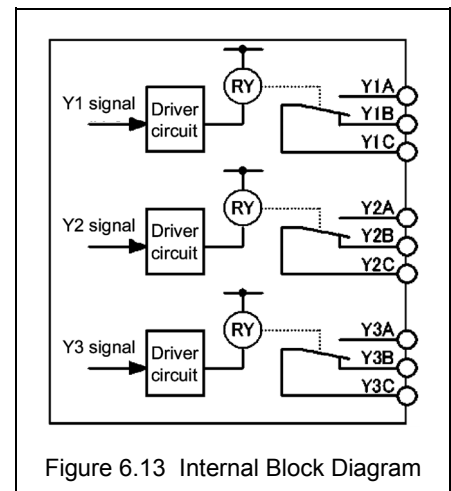 RY
Y1 signal
Driver
circuit
Y1A
Y1B
Y1C
RY
Y2 signal
Driver
circuit
Y2A
Y2B
Y2C
RY
Y3 signal
Driver
circuit
Y3A
Y3B
Y3C
Figure 6.13 Internal Block Diagram